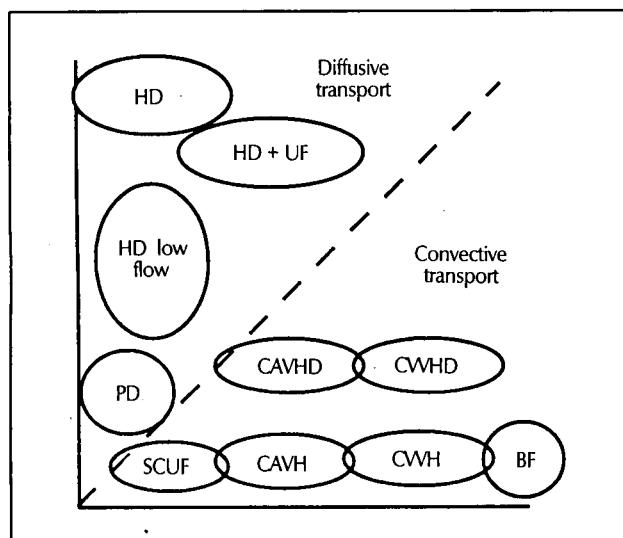 HD
Diffusive
transport
HD + UF
HD low
flow
Convective
transport
CAVHD
CVVHD
PD
SCUF
CAVH
CVVH
BF